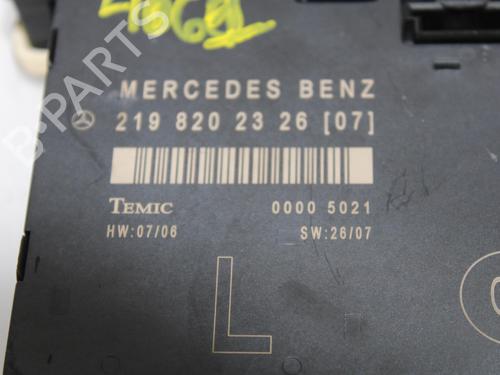 MERCEDES BENZ
219 820 23 26 [07]
TEMIC 0000 5021
HW:07/06 SW:26/07
L
B-PARTS